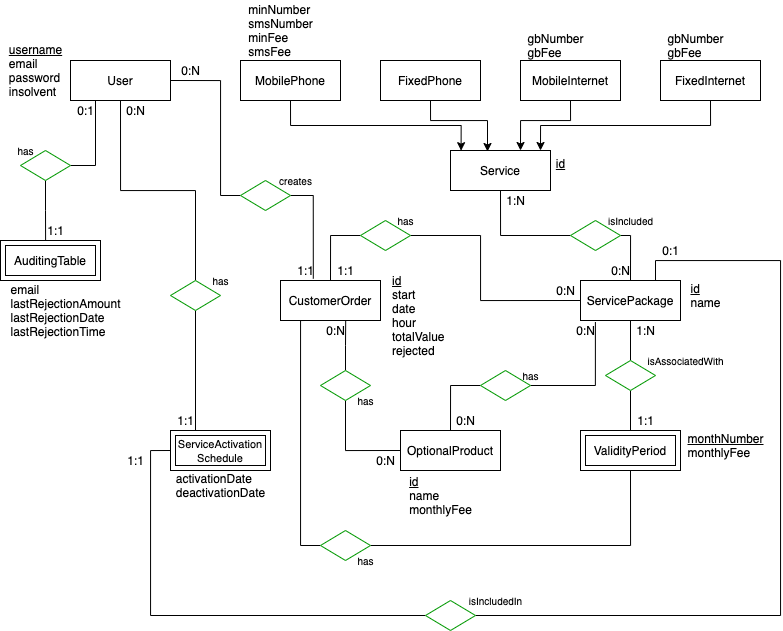 minNumber
smsNumber
minFee
smsFee
gbNumber
gbFee
gbNumber
gbFee
username
email
password
insolvent
User
0:N
MobilePhone
FixedPhone
MobileInternet
FixedInternet
0:1
0:N
has
Service
id
creates
1:N
has
isIncluded
1:1
AuditingTable
email
lastRejectionAmount
lastRejectionDate
lastRejectionTime
has
1:1
1:1
CustomerOrder
id
start
date
hour
totalValue
rejected
0:N
0:N
0:1
0:N
ServicePackage
id
name
0:N
1:N
has
has
isAssociatedWith
1:1
ServiceActivation
Schedule
activationDate
deactivationDate
1:1
0:N
0:N
OptionalProduct
id
name
monthlyFee
1:1
ValidityPeriod
monthNumber
monthlyFee
has
isIncludedIn